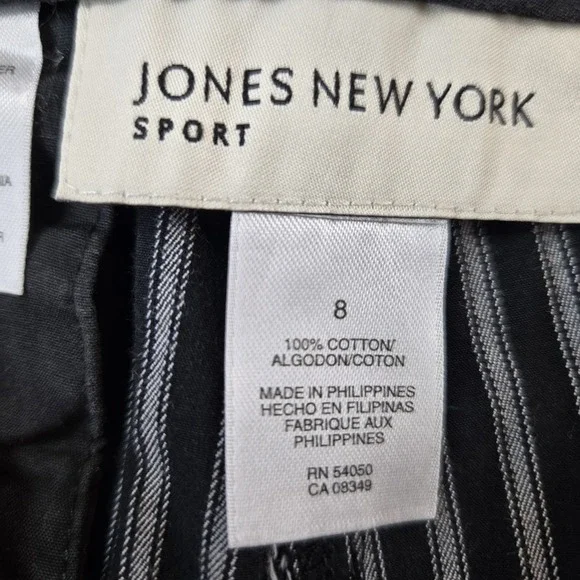 JONES NEW YORK
SPORT
8
100% COTTON/
ALGODON/COTON
MADE IN PHILIPPINES
HECHO EN FILIPINAS
FABRIQUE AUX
PHILIPPINES
RN 54050
CA 08349